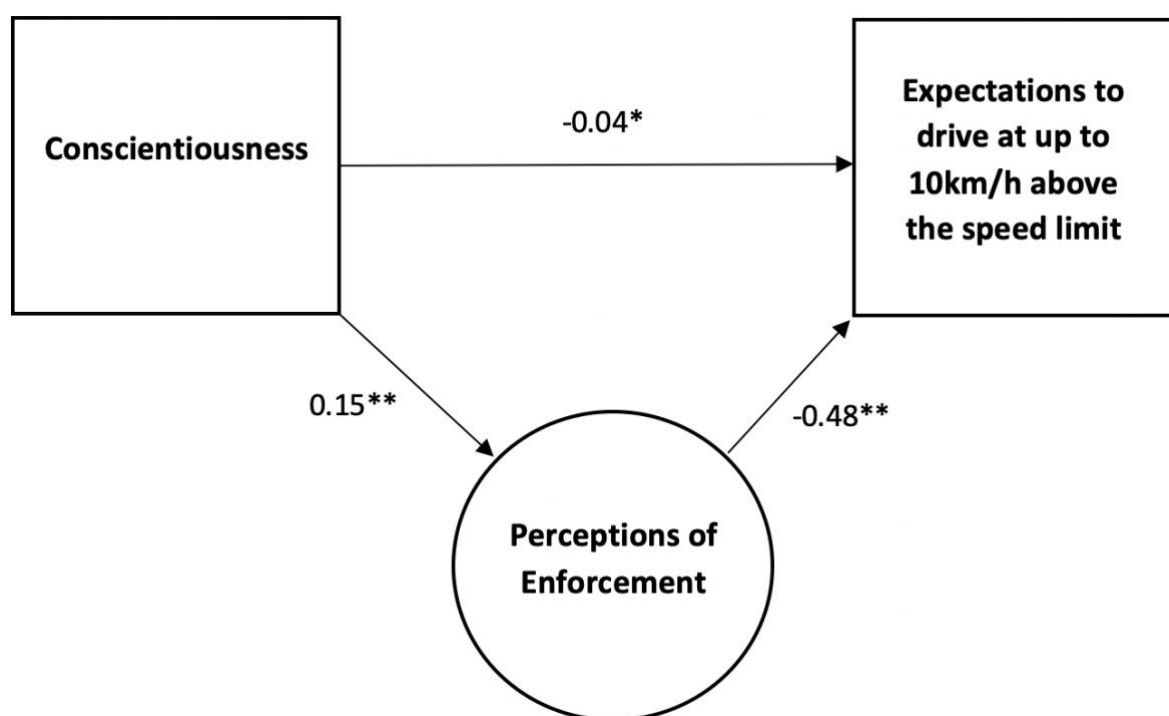 Conscientiousness
-0.04*
Expectations to
drive at up to
10km/h above
the speed limit
0.15**
-0.48**
Perceptions of
Enforcement